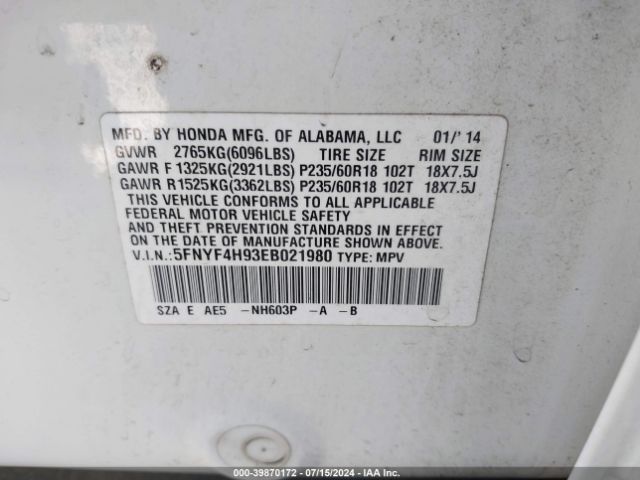 MFD. BY HONDA MFG. OF ALABAMA, LLC 01/'14
GVWR 2765KG(6096LBS) TIRE SIZE RIM SIZE
GAWR F 1325KG(2921LBS) P235/60R18 102T 18X7.5J
GAWR R1525KG(3362LBS) P235/60R18 102T 18X7.5J
THIS VEHICLE CONFORMS TO ALL APPLICABLE
FEDERAL MOTOR VEHICLE SAFETY
AND THEFT PREVENTION STANDARDS IN EFFECT
ON THE DATE OF MANUFACTURE SHOWN ABOVE.
V.I.N.:5FNYF4H93EB021980 TYPE: MPV
SZA E AE5 -NH603P -A -B
000-39870172 - 07/15/2024 - IAA Inc.